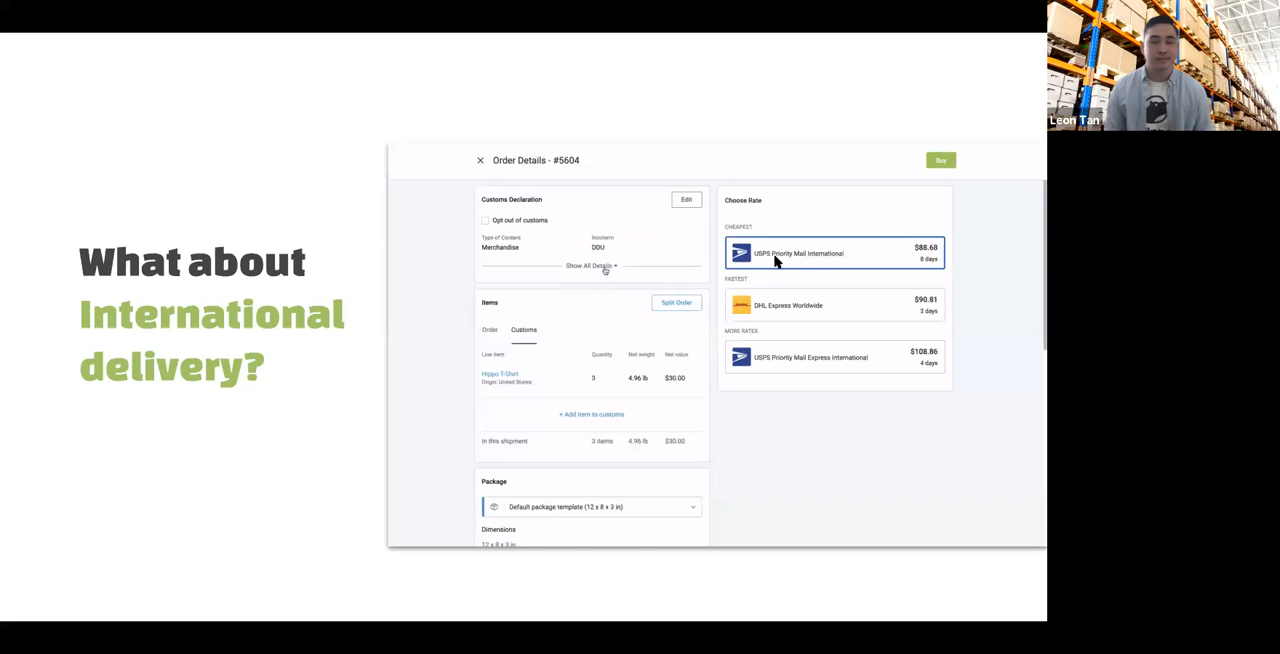 What about
International
delivery?
Order Details - #5604
Buy
Customs Declaration
Edit
Opt out of customs
Type of Content
Incoterm
Merchandise
DDU
Show All Details
Items
Split Order
Order
Customs
Line item
Quantity
Net weight
Net value
Hippo T-Shirt
3
4.96 lb
$30.00
Origin: United States
+ Add item to customs
In this shipment
3 items
4.96 lb
$30.00
Package
Default package template (12 x 8 x 3 in)
Dimensions
12 x 8 x 3 in
Choose Rate
CHEAPEST
USPS Priority Mail International
$88.68
8 days
FASTEST
DHL Express Worldwide
$90.81
2 days
MORE RATES
USPS Priority Mail Express International
$108.86
4 days
Leon Tan